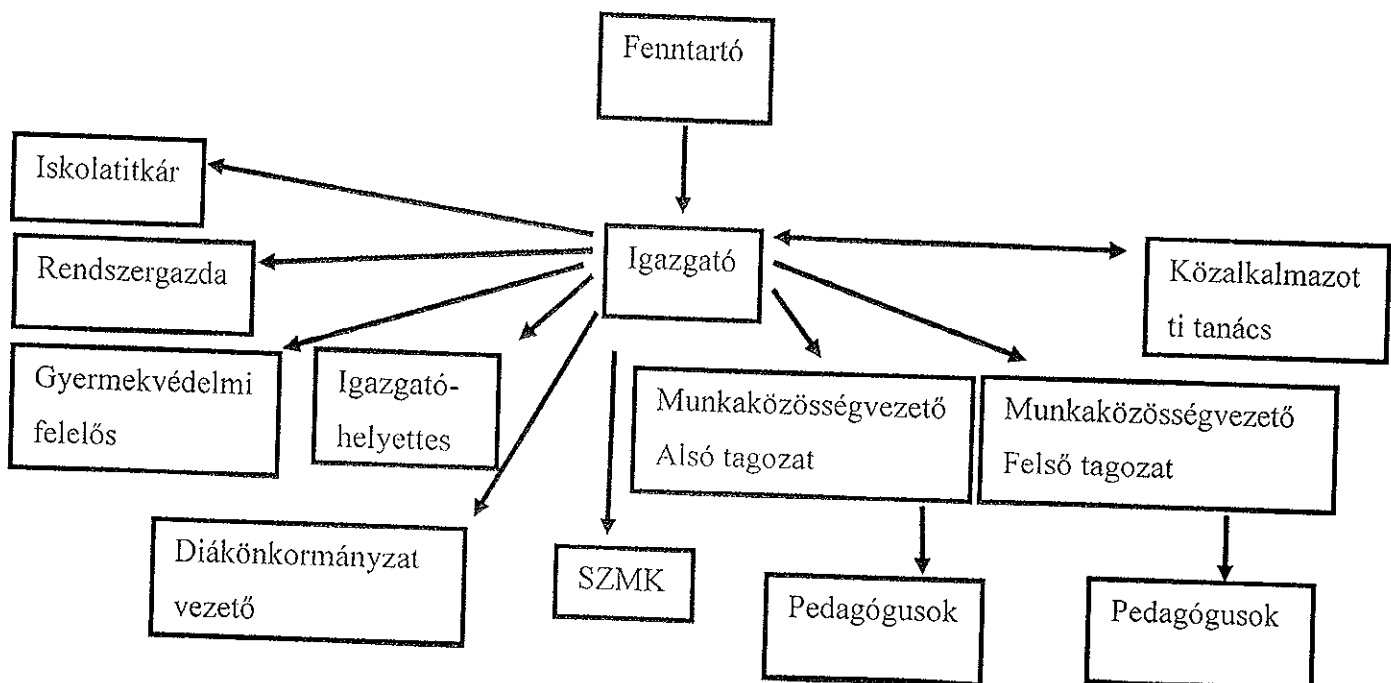 Fenntartó
Iskolatitkár
Rendszergazda
Igazgató
Közalkalmazot
ti tanács
Gyermekvédelmi
felelős
Igazgató-
helyettes
Munkaközösségvezető
Alsó tagozat
Munkaközösségvezető
Felső tagozat
Diákönkormányzat
vezető
SZMK
Pedagógusok
Pedagógusok